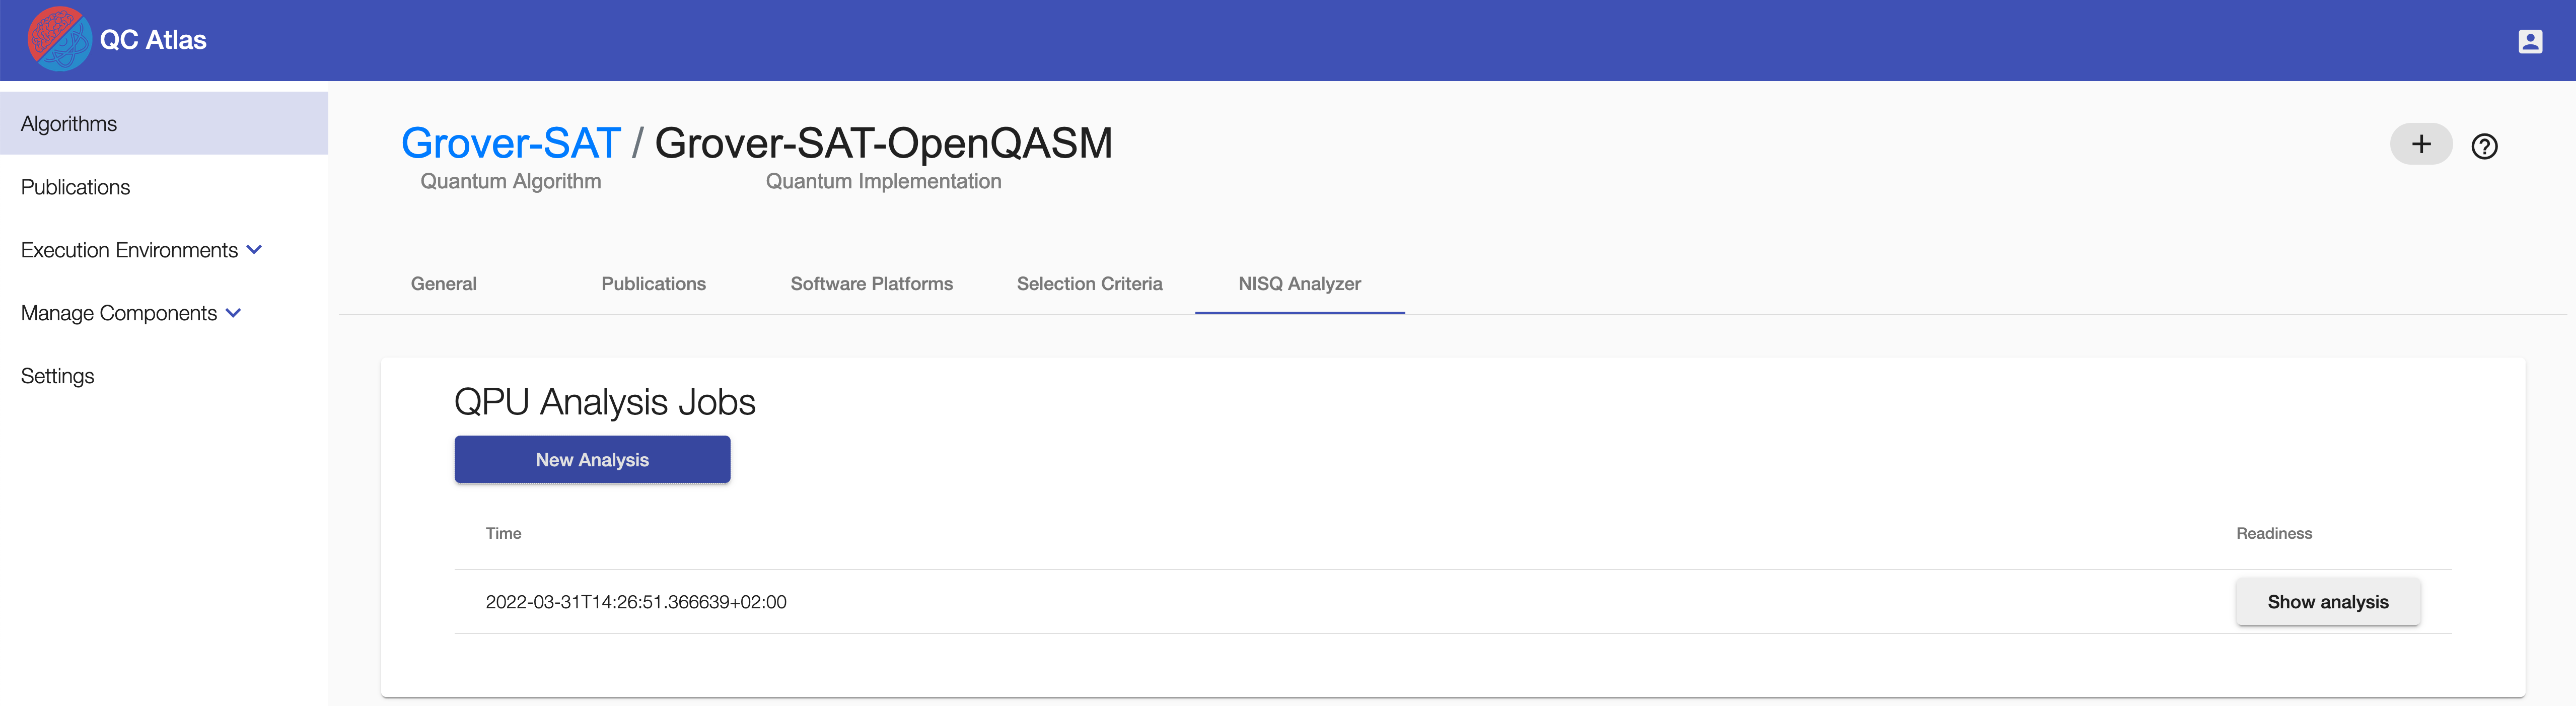 QC Atlas
Algorithms
Publications
Execution Environments
Manage Components
Settings
Grover-SAT / Grover-SAT-OpenQASM
Quantum Algorithm Quantum Implementation
General Publications Software Platforms Selection Criteria NISQ Analyzer
QPU Analysis Jobs
New Analysis
Time Readiness
2022-03-31T14:26:51.366639+02:00 Show analysis